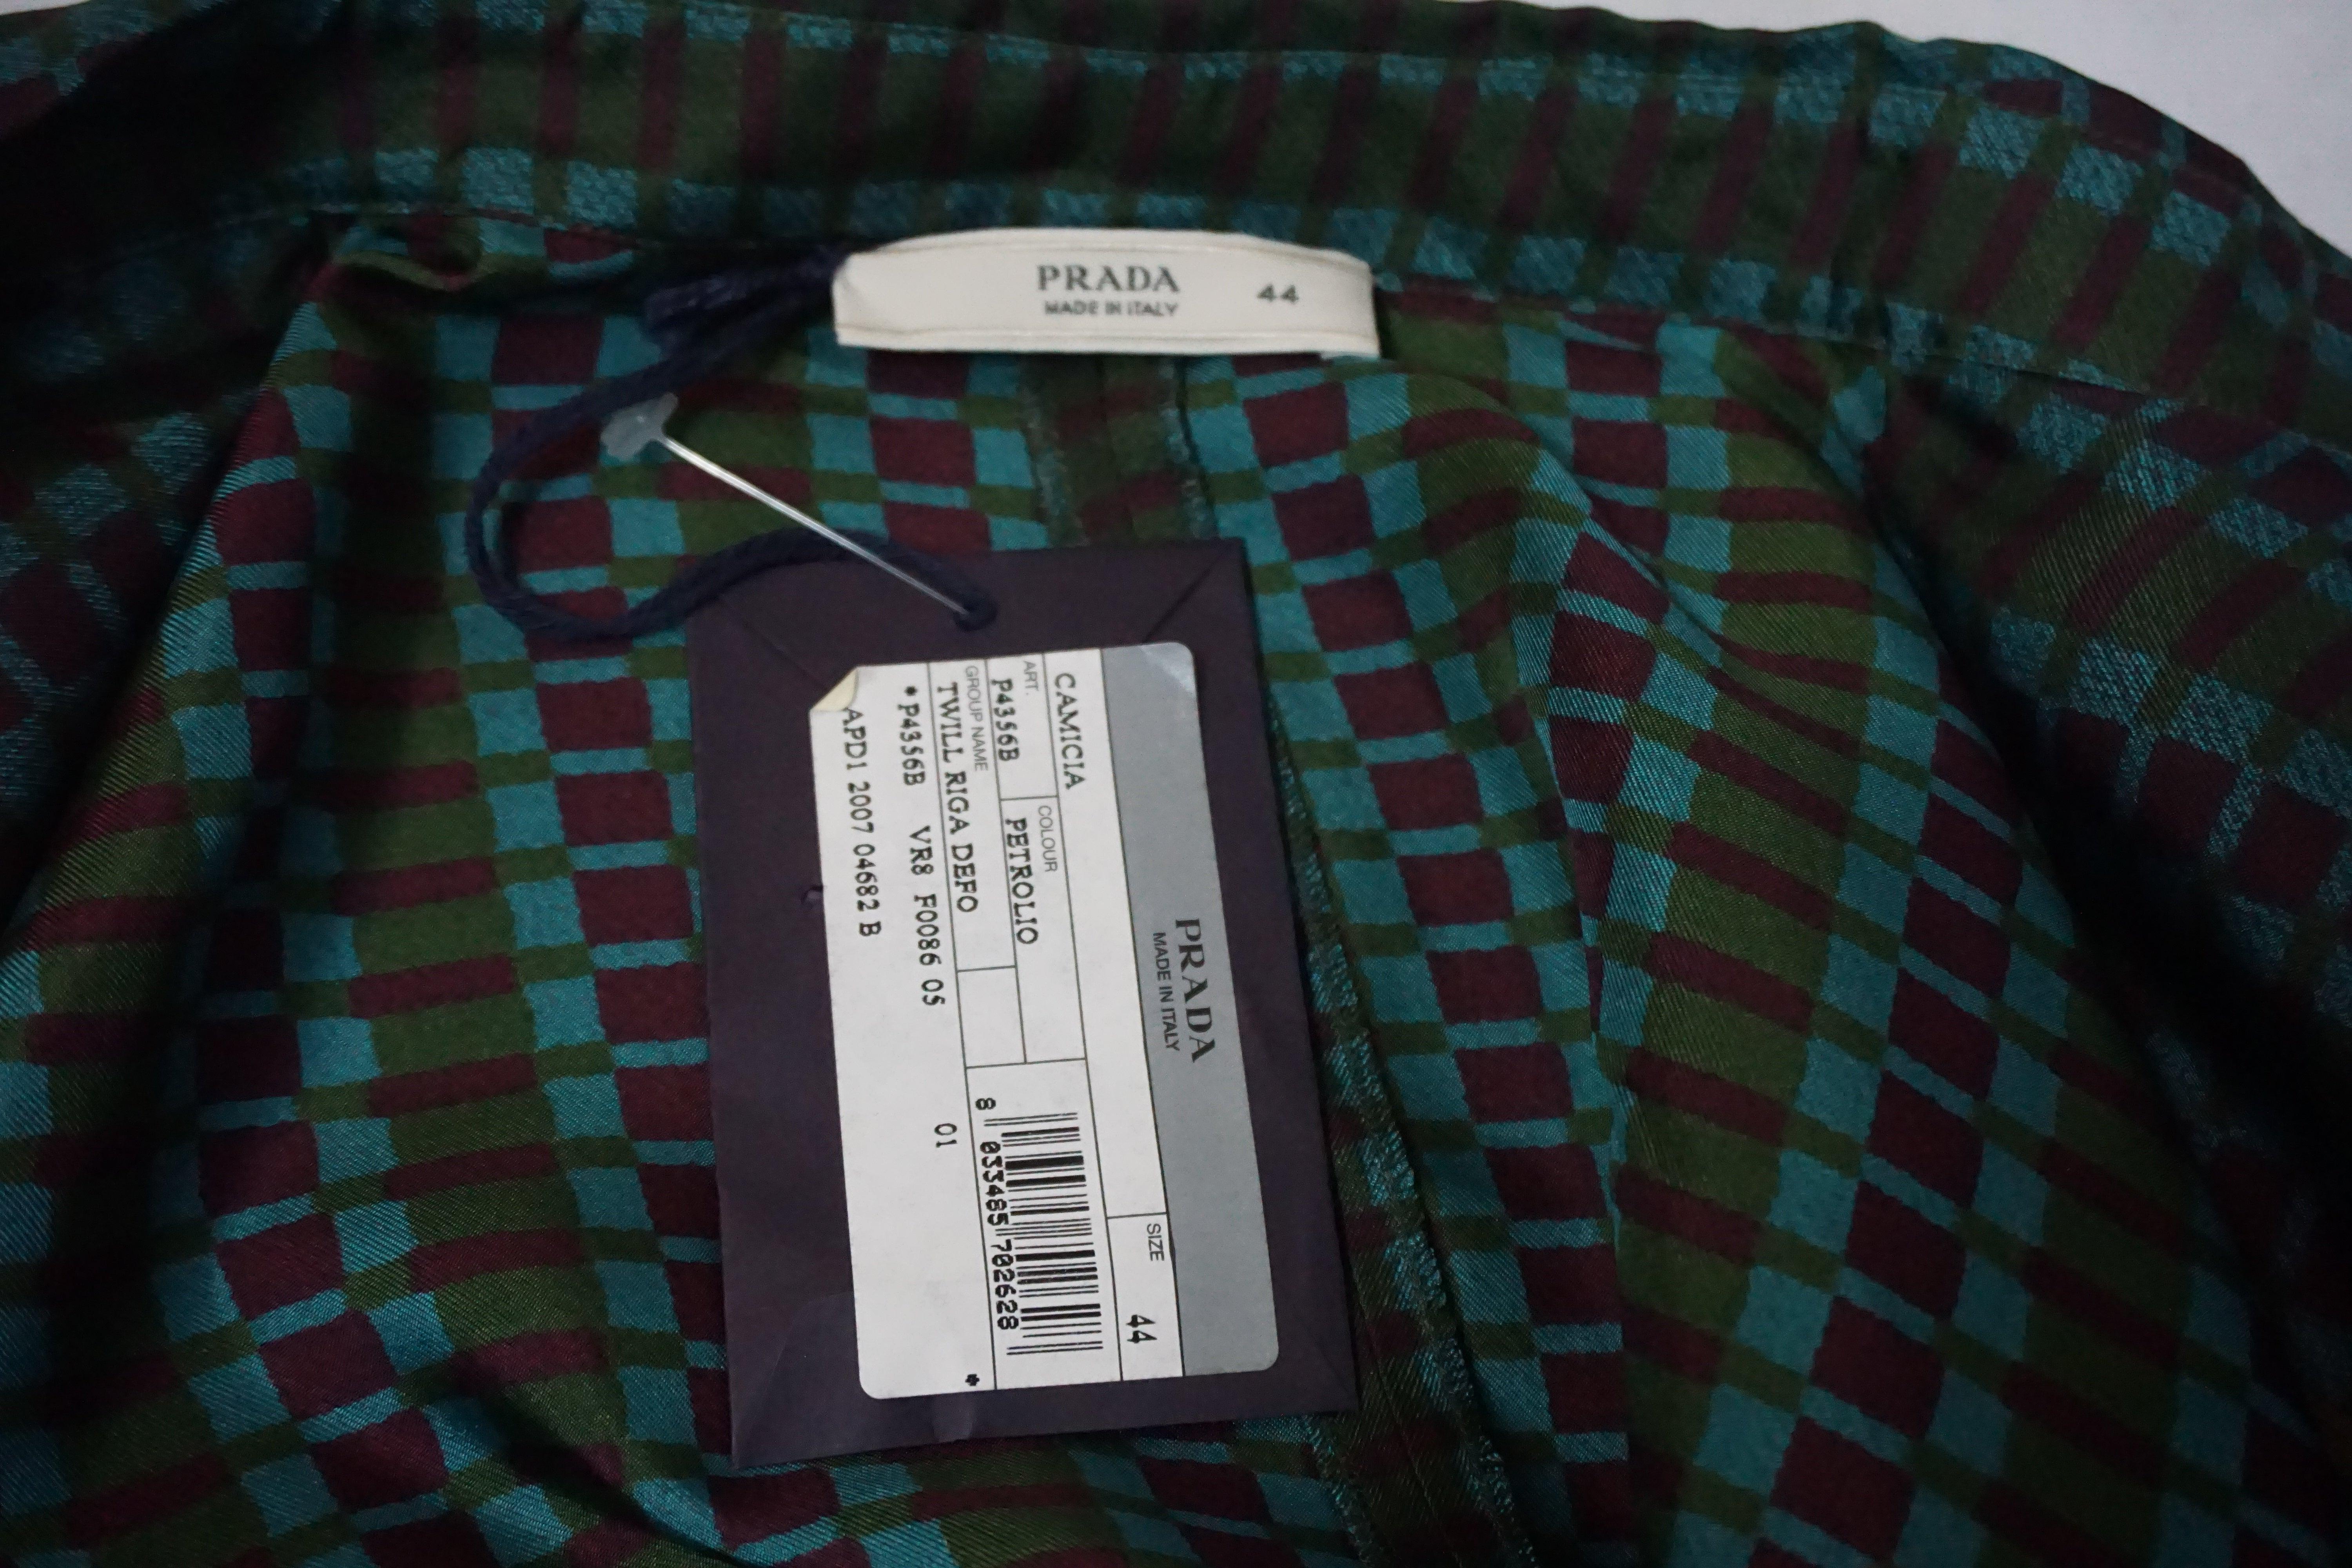 PRADA
MADE IN ITALY
44
PRADA
MADE IN ITALY
SIZE
CAMICIA
44
ART.
COLOUR
P4356B
PETROLIO
GROUP NAME
TWILL RIGA DEFO
8 033485 702628
*P4356B VR8 F0086 05 01 *
APD1 2007 04682 B